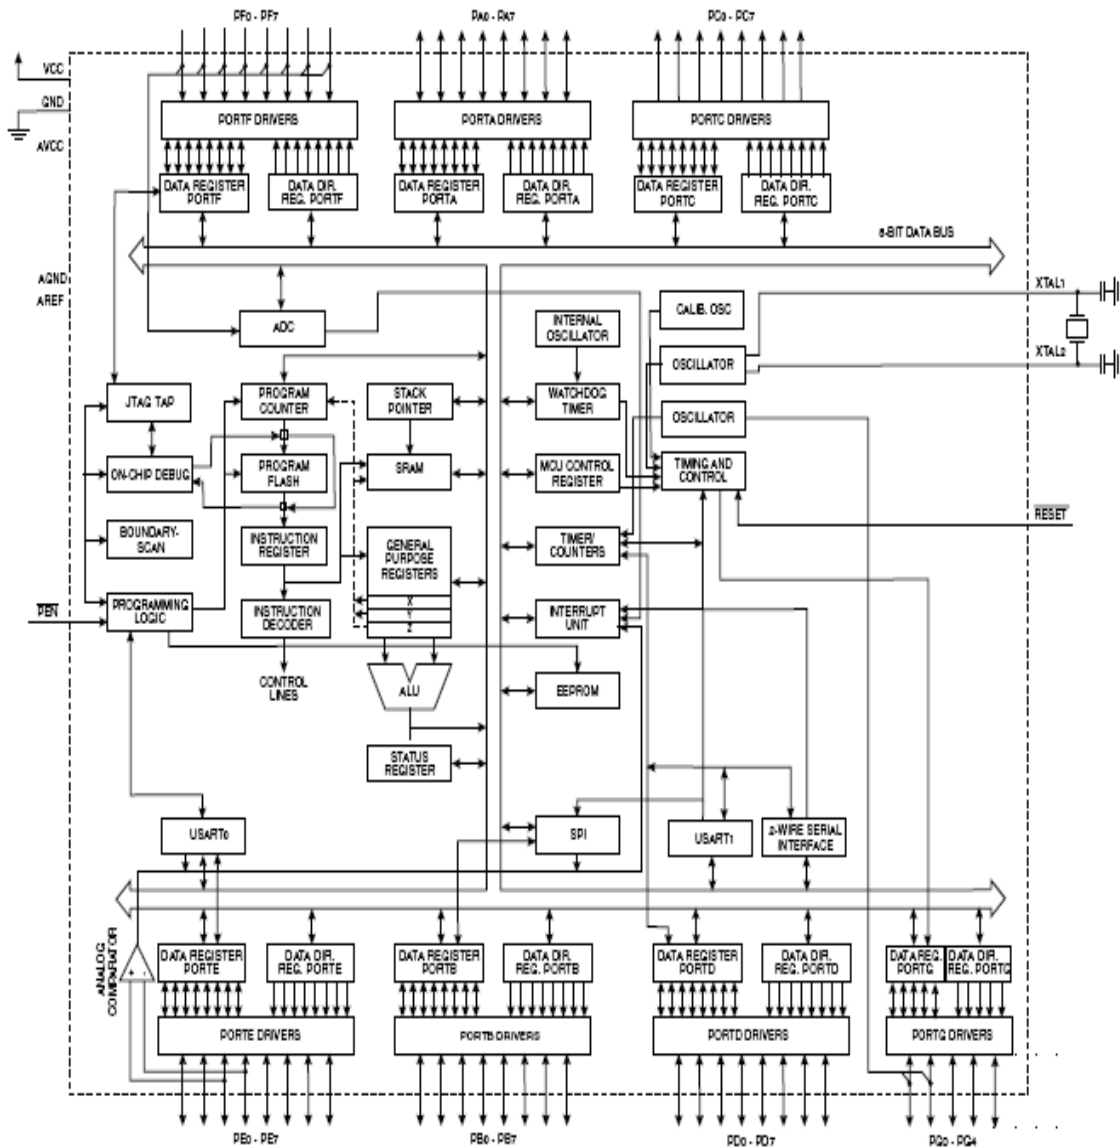 PF0 - PF7
PA0 - PA7
PC0 - PC7
VCC
GND
AVCC
PORTF DRIVERS
PORTA DRIVERS
PORTC DRIVERS
DATA REGISTER
PORTF
DATA DIR.
REG. PORTF
DATA REGISTER
PORTA
DATA DIR.
REG. PORTA
DATA REGISTER
PORTC
DATA DIR.
REG. PORTC
8-BIT DATA BUS
AGND
AREF
XTAL1
ADC
INTERNAL
OSCILLATOR
CALIB. OSC
XTAL2
OSCILLATOR
JTAG TAP
PROGRAM
COUNTER
STACK
POINTER
WATCHDOG
TIMER
OSCILLATOR
ON-CHIP DEBUG
PROGRAM
FLASH
SRAM
MCU CONTROL
REGISTER
TIMING AND
CONTROL
RESET
BOUNDARY-
SCAN
INSTRUCTION
REGISTER
GENERAL
PURPOSE
REGISTERS
TIMER/
COUNTERS
X
Y
Z
PEN
PROGRAMMING
LOGIC
INSTRUCTION
DECODER
INTERRUPT
UNIT
CONTROL
LINES
ALU
EEPROM
STATUS
REGISTER
USART0
SPI
USART1
2-WIRE SERIAL
INTERFACE
ANALOG
COMPARATOR
+ -
DATA REGISTER
PORTE
DATA DIR.
REG. PORTE
DATA REGISTER
PORTB
DATA DIR.
REG. PORTB
DATA REGISTER
PORTD
DATA DIR.
REG. PORTD
DATA REG.
PORTG
DATA DIR.
REG. PORTG
PORTE DRIVERS
PORTB DRIVERS
PORTD DRIVERS
PORTG DRIVERS
PE0 - PE7
PB0 - PB7
PD0 - PD7
PG0 - PG4